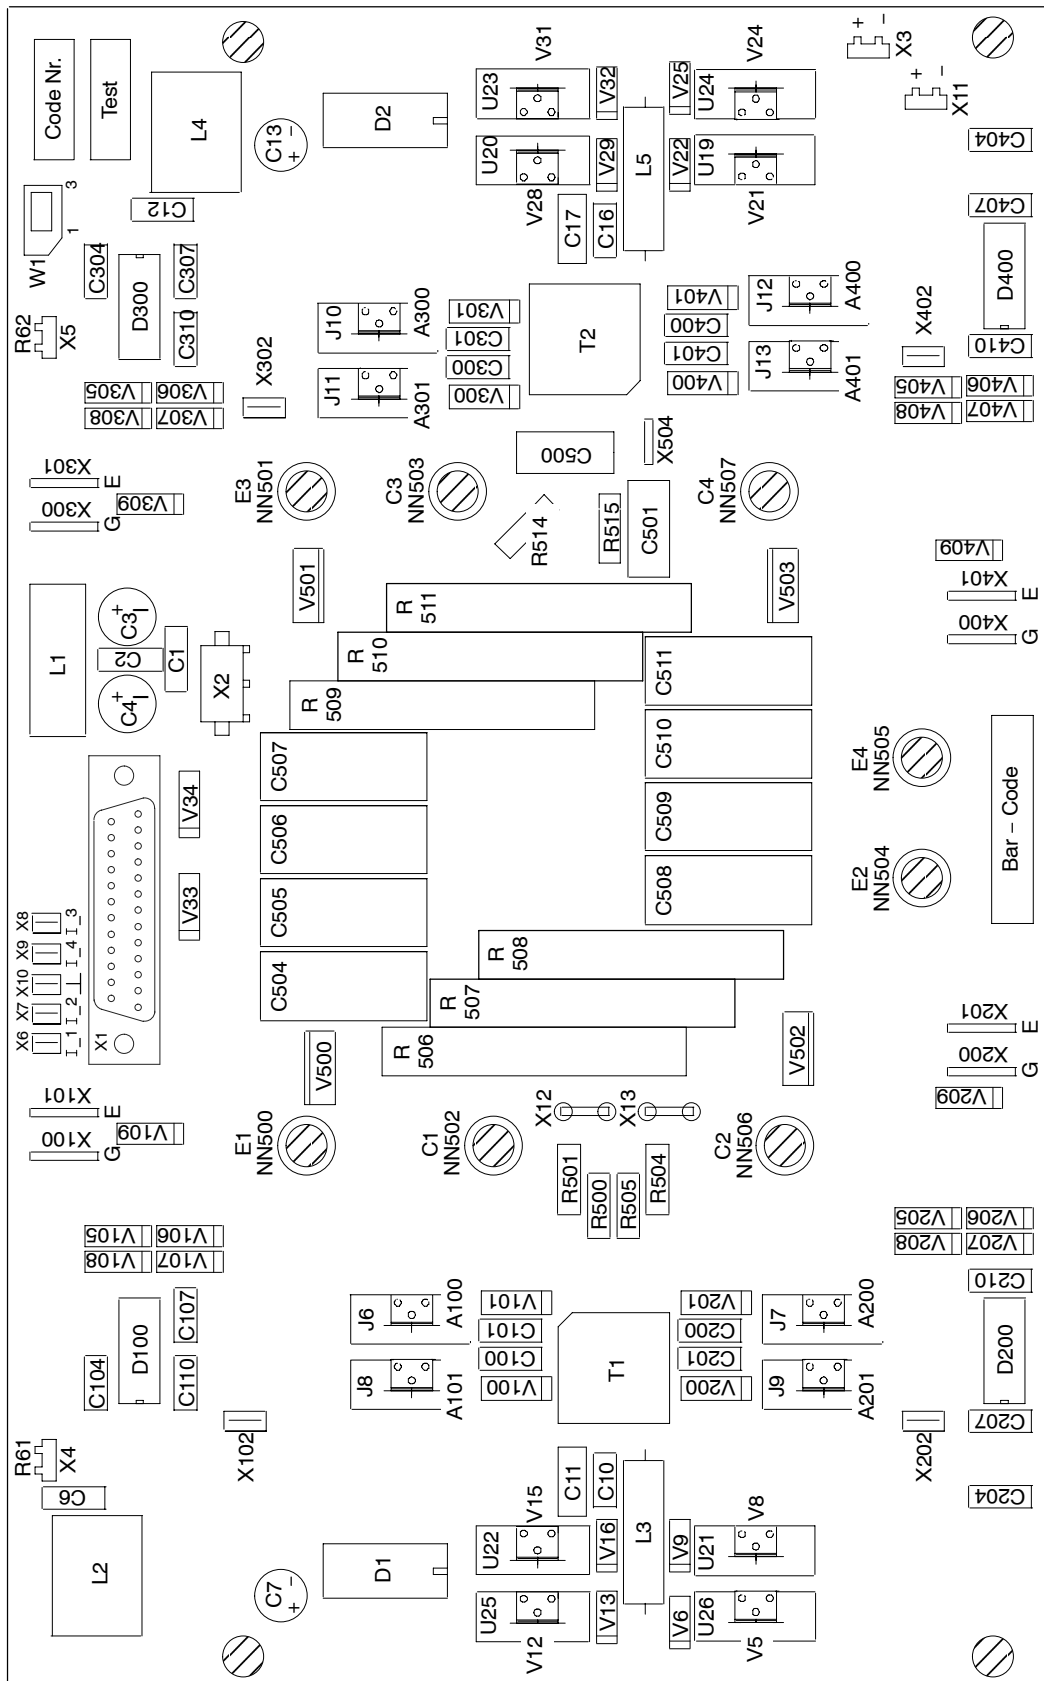 V31
V24
+ -
X3
+ -
X11
Code Nr.
Test
L4
C13
+ -
D2
U23
V32
V25
U24
U20
V29
V22
U19
L5
V28
V21
C404
3
1
W1
C12
C17
C16
C407
C304
D300
C307
C310
R62
X5
J10
A300
J11
A301
V301
C301
C300
V300
T2
V401
C400
C401
V400
J12
A400
J13
A401
X402
D400
C410
X302
V305
V306
V308
V307
V405
V406
V408
V407
C500
X504
X301
E
X300
G
V309
E3
NN501
C3
NN503
R514
R515
C501
C4
NN507
V409
X401
E
X400
G
V501
V503
L1
C3
+
C2
C4
+
C1
X2
R
511
R
510
R
509
C511
C510
C509
C508
C507
C506
C505
C504
V34
V33
E4
NN505
E2
NN504
Bar – Code
X8
I_3
X9
I_4
X10
X7
I_2
X6
I_1
X1
R
508
R
507
R
506
V500
V502
X201
E
X200
G
V209
X101
E
X100
G
V109
E1
NN500
C1
NN502
X12
X13
C2
NN506
R501
R500
R505
R504
V105
V106
V108
V107
V205
V206
V208
V207
C210
C107
D100
C104
C110
J6
A100
J8
A101
V101
C101
C100
V100
T1
V201
C200
C201
V200
J7
A200
J9
A201
D200
C207
X102
X202
R61
X4
C6
C11
C10
C204
V15
V8
L2
C7
+ -
D1
U22
V16
L3
V9
U21
U25
V13
V6
U26
V12
V5